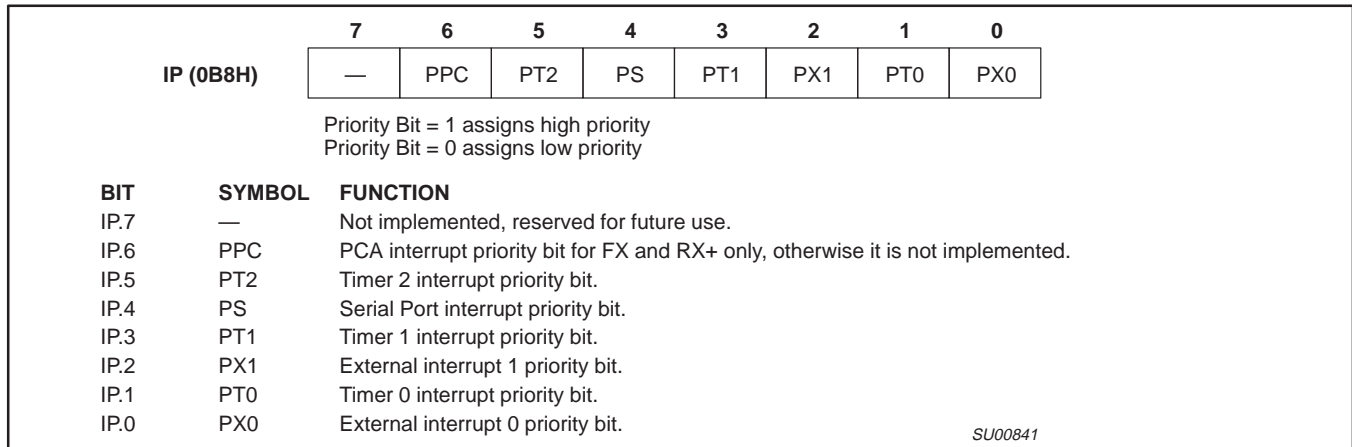 7 6 5 4 3 2 1 0
IP (0B8H) — PPC PT2 PS PT1 PX1 PT0 PX0
Priority Bit = 1 assigns high priority
Priority Bit = 0 assigns low priority
BIT SYMBOL FUNCTION
IP.7 — Not implemented, reserved for future use.
IP.6 PPC PCA interrupt priority bit for FX and RX+ only, otherwise it is not implemented.
IP.5 PT2 Timer 2 interrupt priority bit.
IP.4 PS Serial Port interrupt priority bit.
IP.3 PT1 Timer 1 interrupt priority bit.
IP.2 PX1 External interrupt 1 priority bit.
IP.1 PT0 Timer 0 interrupt priority bit.
IP.0 PX0 External interrupt 0 priority bit.
SU00841